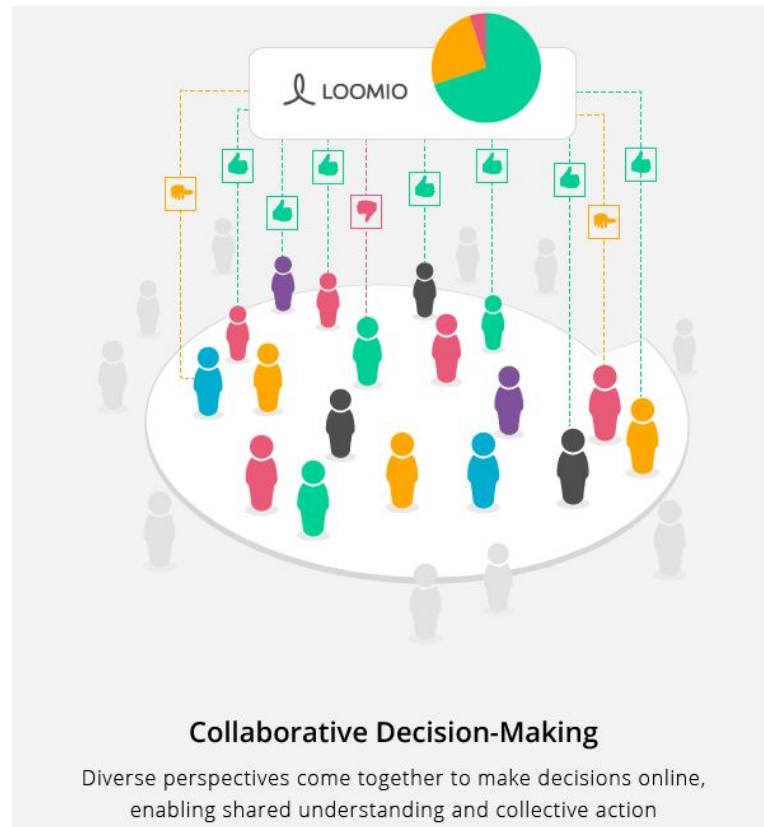 LOOMIO
Collaborative Decision-Making
Diverse perspectives come together to make decisions online,
enabling shared understanding and collective action